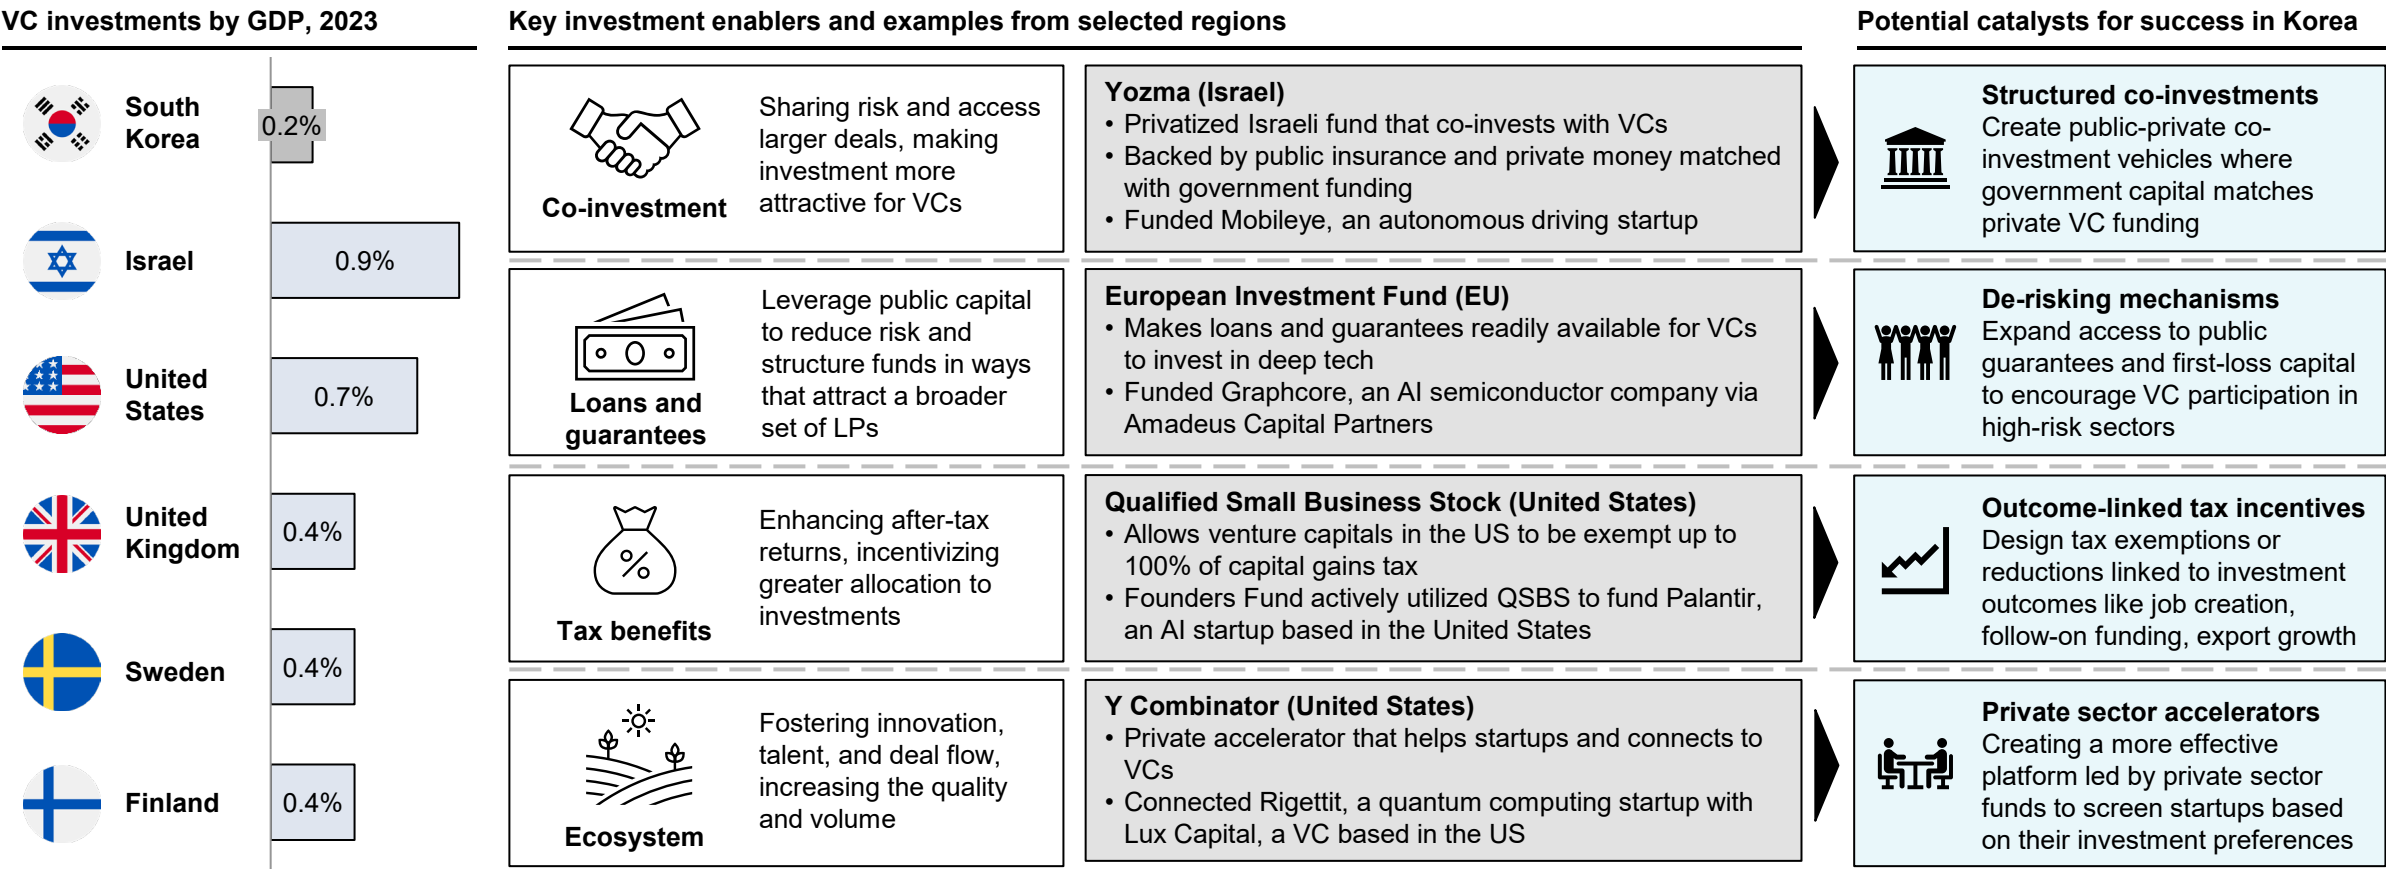 VC investments by GDP, 2023
South
Korea
0.2%
Israel
0.9%
United
States
0.7%
United
Kingdom
0.4%
Sweden
0.4%
Finland
0.4%
Key investment enablers and examples from selected regions
Co-investment
Sharing risk and access
larger deals, making
investment more
attractive for VCs
Yozma (Israel)
• Privatized Israeli fund that co-invests with VCs
• Backed by public insurance and private money matched
with government funding
• Funded Mobileye, an autonomous driving startup
Loans and
guarantees
Leverage public capital
to reduce risk and
structure funds in ways
that attract a broader
set of LPs
European Investment Fund (EU)
• Makes loans and guarantees readily available for VCs
to invest in deep tech
• Funded Graphcore, an AI semiconductor company via
Amadeus Capital Partners
Tax benefits
Enhancing after-tax
returns, incentivizing
greater allocation to
investments
Qualified Small Business Stock (United States)
• Allows venture capitals in the US to be exempt up to
100% of capital gains tax
• Founders Fund actively utilized QSBS to fund Palantir,
an AI startup based in the United States
Ecosystem
Fostering innovation,
talent, and deal flow,
increasing the quality
and volume
Y Combinator (United States)
• Private accelerator that helps startups and connects to
VCs
• Connected Rigettit, a quantum computing startup with
Lux Capital, a VC based in the US
Potential catalysts for success in Korea
Structured co-investments
Create public-private co-
investment vehicles where
government capital matches
private VC funding
De-risking mechanisms
Expand access to public
guarantees and first-loss capital
to encourage VC participation in
high-risk sectors
Outcome-linked tax incentives
Design tax exemptions or
reductions linked to investment
outcomes like job creation,
follow-on funding, export growth
Private sector accelerators
Creating a more effective
platform led by private sector
funds to screen startups based
on their investment preferences